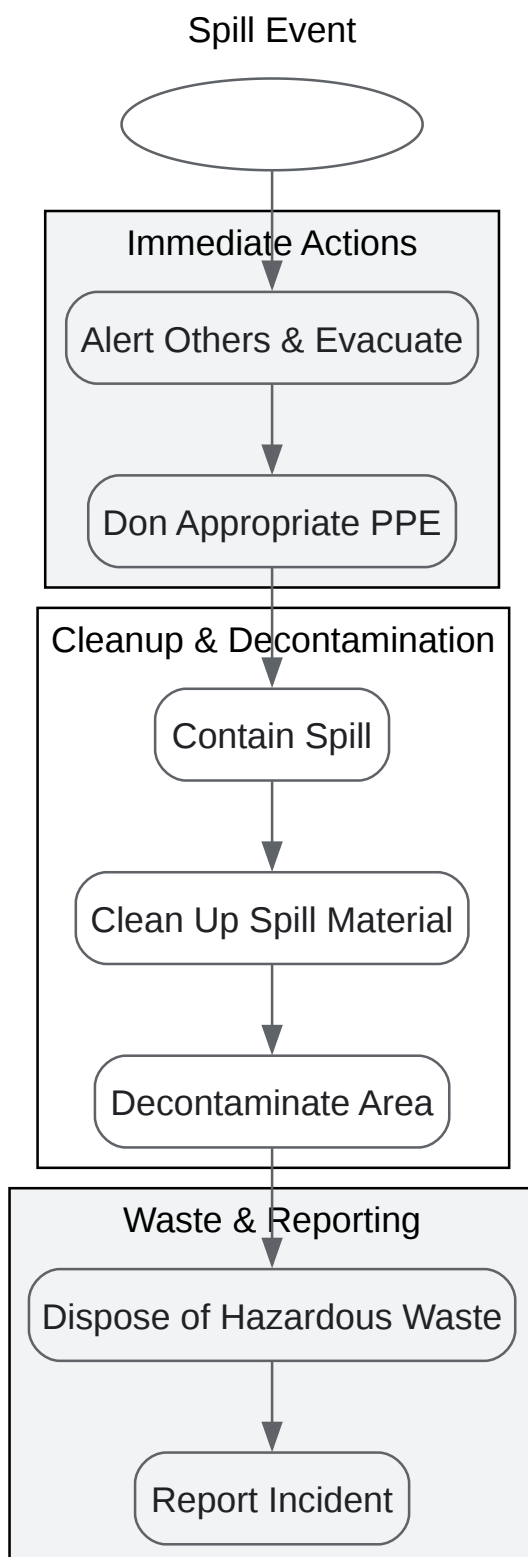 Spill Event
Immediate Actions
Alert Others & Evacuate
Don Appropriate PPE
Cleanup & Decontamination
Contain Spill
Clean Up Spill Material
Decontaminate Area
Waste & Reporting
Dispose of Hazardous Waste
Report Incident